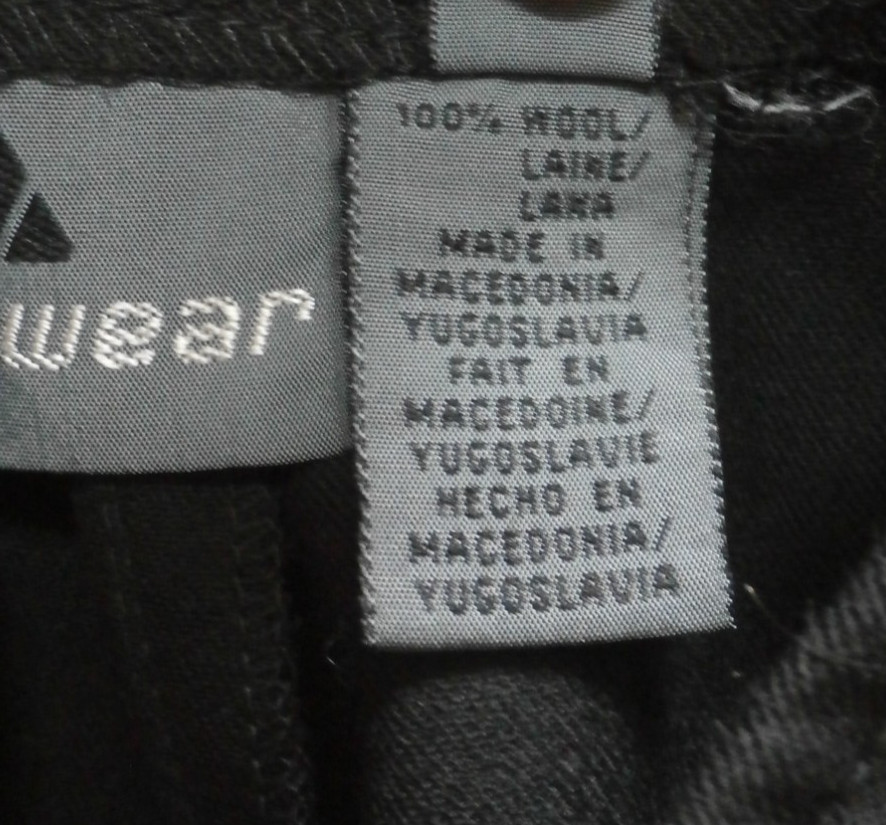 wear
100% WOOL/
LAINE/
LANA
MADE IN
MACEDONIA/
YUGOSLAVIA
FAIT EN
MACEDOINE/
YUGOSLAVIE
HECHO EN
MACEDONIA/
YUGOSLAVIA